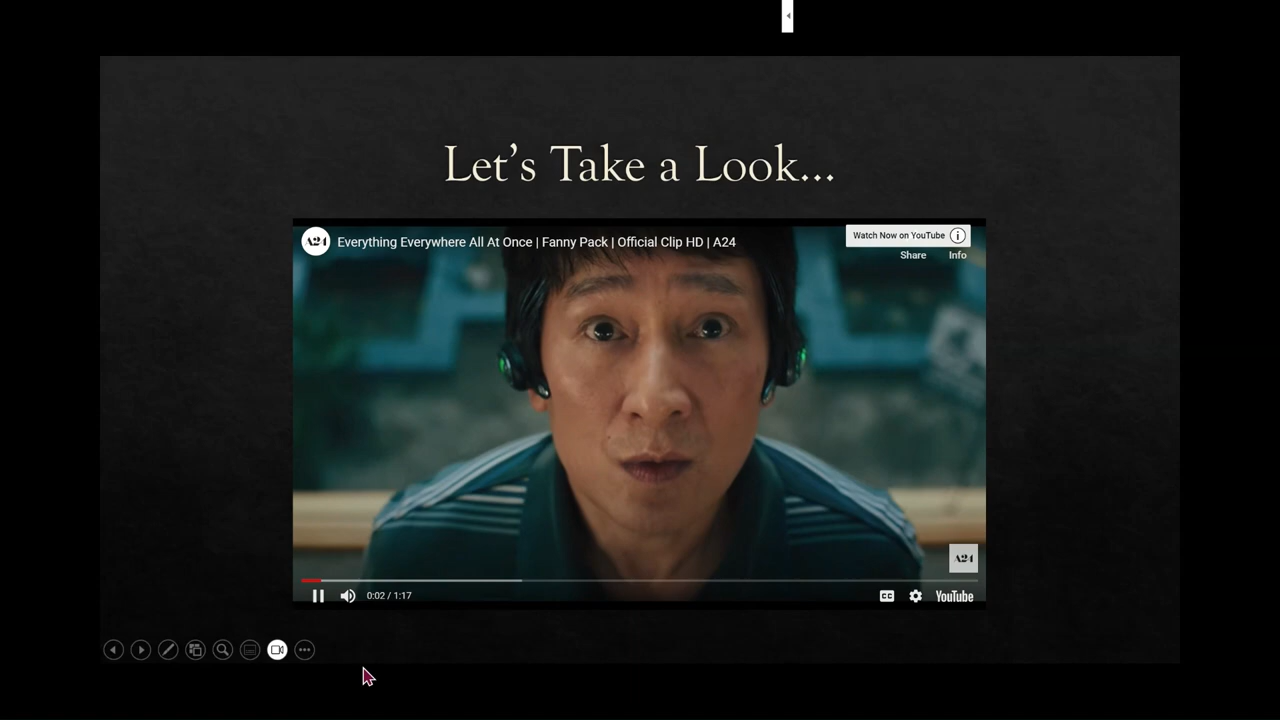 Let's Take a Look...
A24
Everything Everywhere All At Once | Fanny Pack | Official Clip HD | A24
Watch Now on YouTube
Share
Info
A24
0:02 / 1:17
CC
YouTube